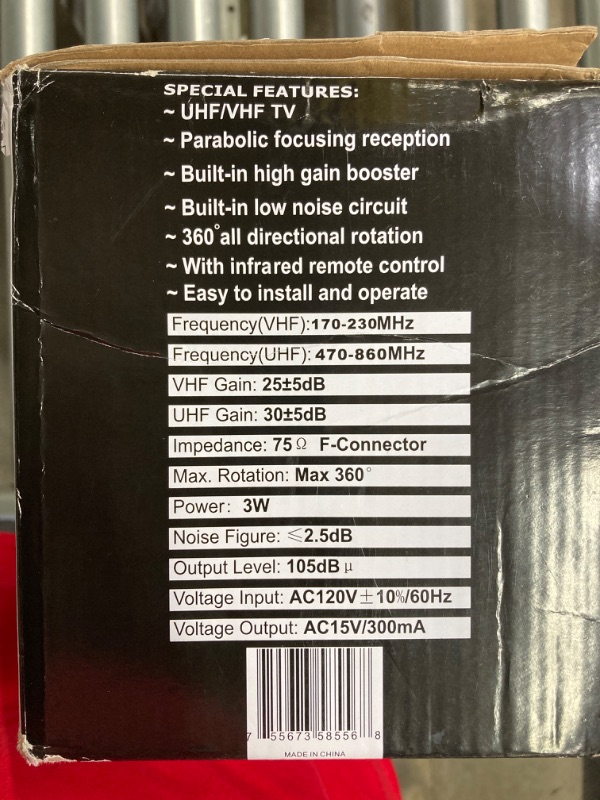 SPECIAL FEATURES:
~ UHF/VHF TV
~ Parabolic focusing reception
~ Built-in high gain booster
~ Built-in low noise circuit
~ 360°all directional rotation
~ With infrared remote control
~ Easy to install and operate
Frequency(VHF):170-230MHz
Frequency(UHF): 470-860MHz
VHF Gain: 25±5dB
UHF Gain: 30±5dB
Impedance: 75Ω F-Connector
Max. Rotation: Max 360°
Power: 3W
Noise Figure: ≤2.5dB
Output Level: 105dBμ
Voltage Input: AC120V±10%/60Hz
Voltage Output: AC15V/300mA
7 55673 58556 8
MADE IN CHINA